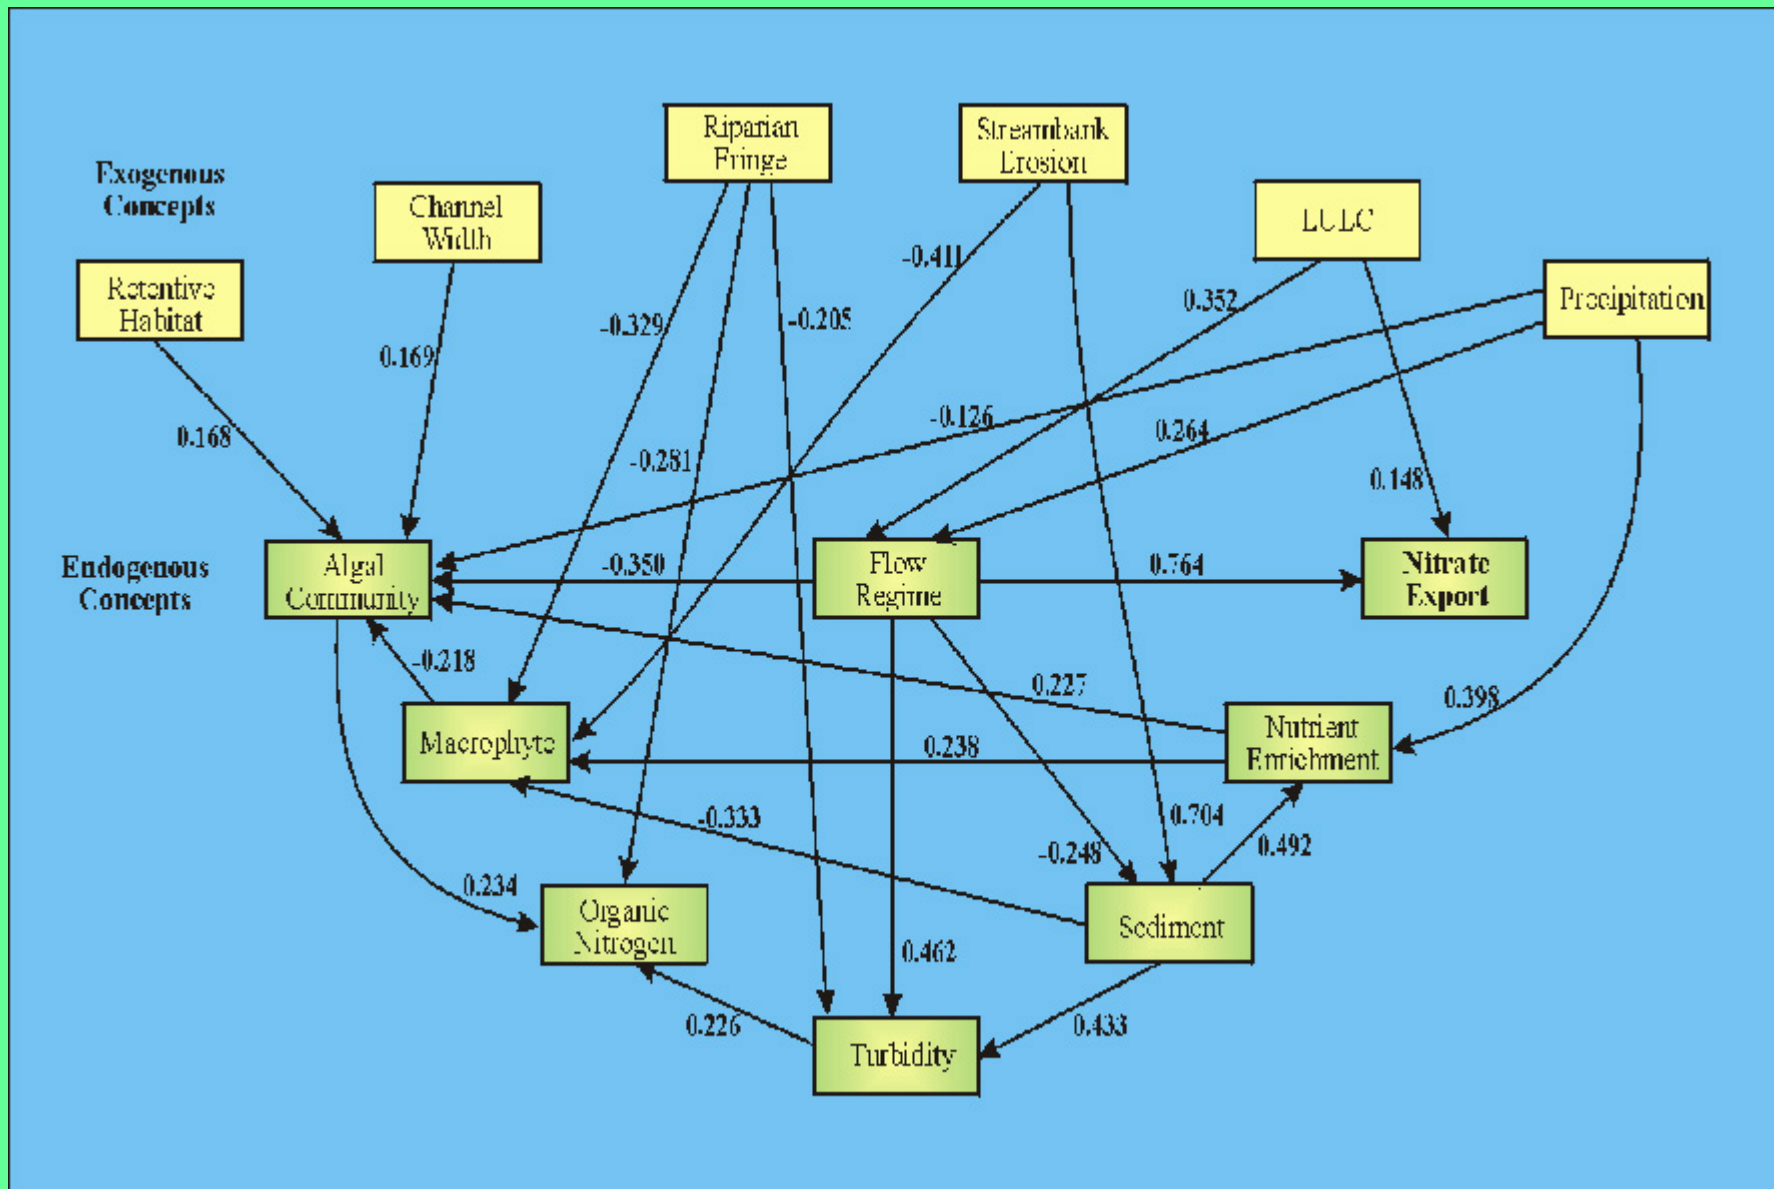 Riparian
Fringe
Streambank
Erosion
Exogenous
Concepts
Channel
Width
LULC
Retentive
Habitat
Precipitation
-0.411
0.352
-0.329
-0.205
0.169
-0.126
0.264
0.168
-0.281
0.148
Endogenous
Concepts
Algal
Community
-0.350
Flow
Regime
0.764
Nitrate
Export
-0.218
0.227
0.398
Macrophyte
0.238
Nutrient
Enrichment
-0.333
0.704
-0.248
0.492
0.234
Organic
Nitrogen
Sediment
0.462
0.226
0.433
Turbidity